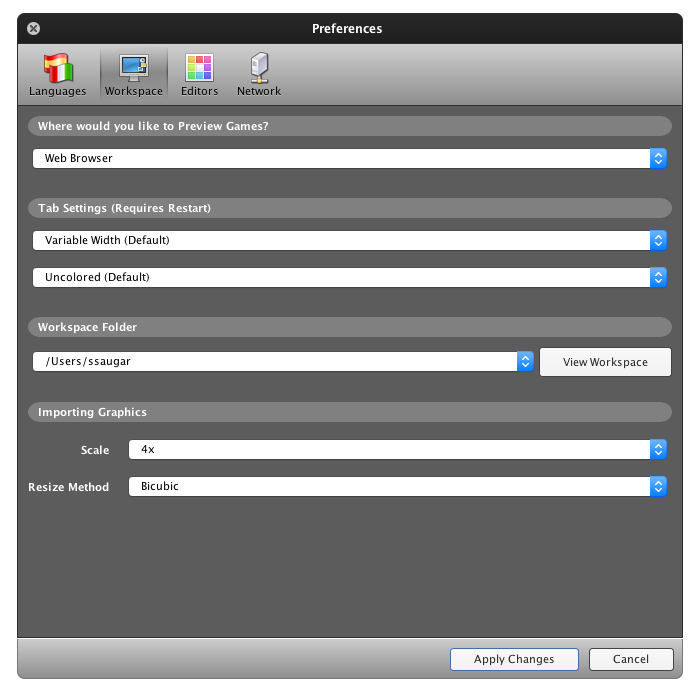 Preferences
Languages Workspace Editors Network
Where would you like to Preview Games?
Web Browser
Tab Settings (Requires Restart)
Variable Width (Default)
Uncolored (Default)
Workspace Folder
/Users/ssaugar View Workspace
Importing Graphics
Scale 4x
Resize Method Bicubic
Apply Changes Cancel